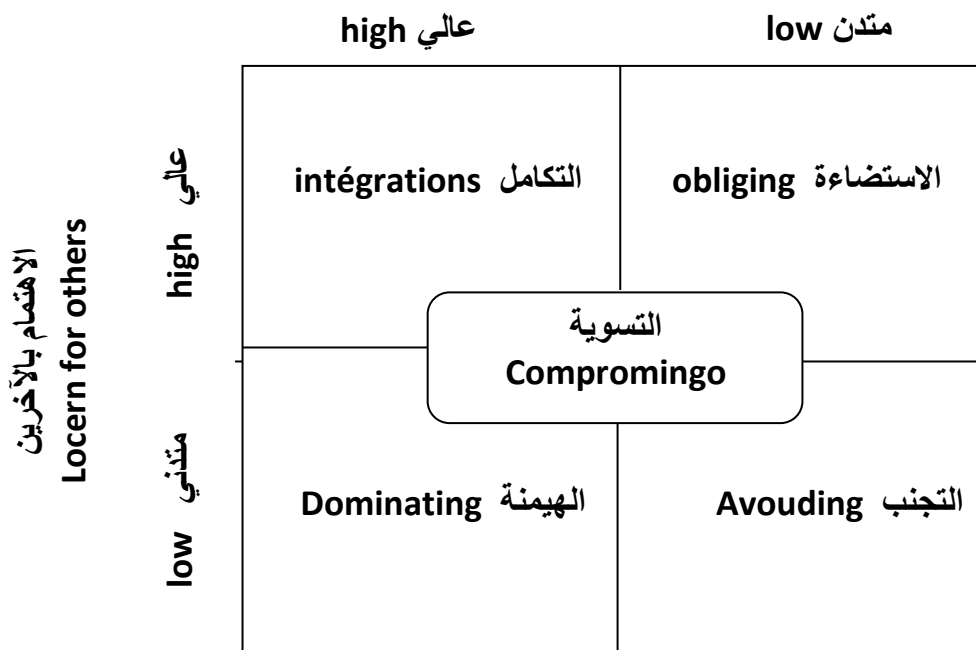 عالي high
متدن low
الاهتمام بالآخرين
Locern for others
عالي high
intégrations التكامل
obliging الاستضاءة
التسوية
Compromingo
متدني low
Dominating الهيمنة
Avouding التجنب